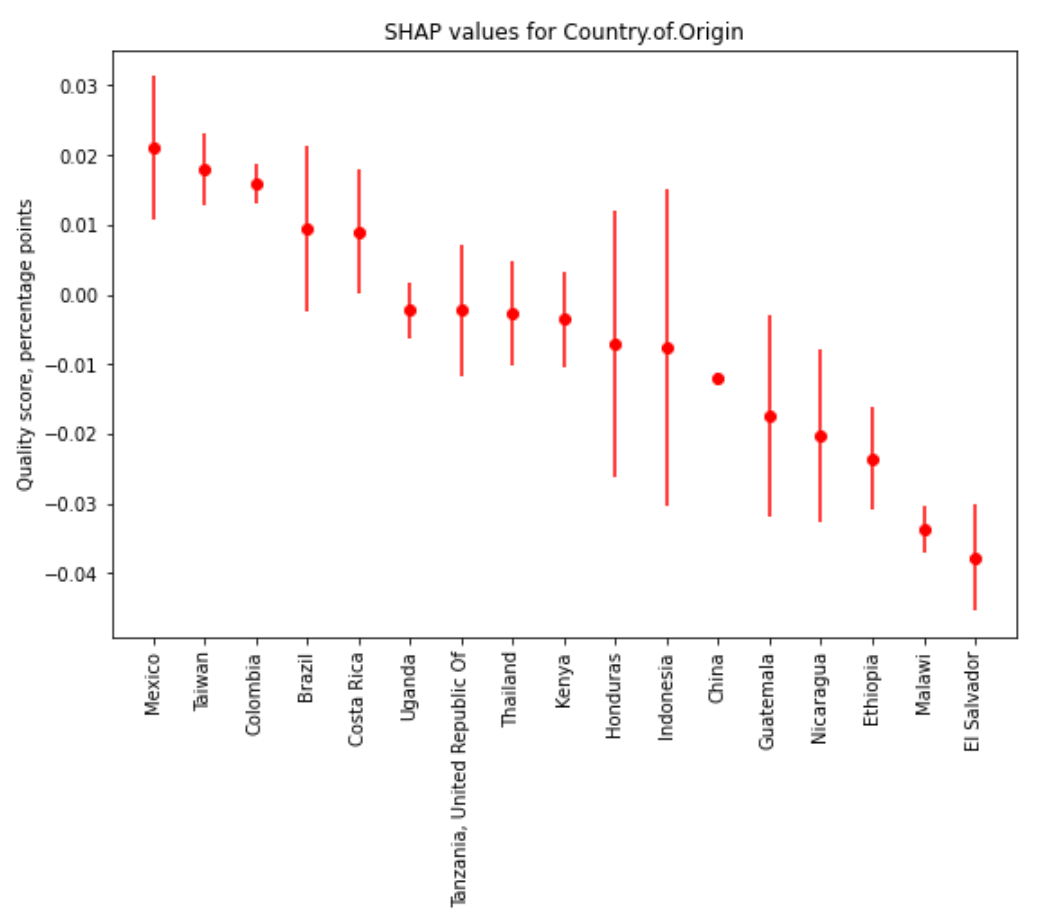 SHAP values for Country.of.Origin
Quality score, percentage points
0.03
0.02
0.01
0.00
−0.01
−0.02
−0.03
−0.04
Mexico
Taiwan
Colombia
Brazil
Costa Rica
Uganda
Tanzania, United Republic Of
Thailand
Kenya
Honduras
Indonesia
China
Guatemala
Nicaragua
Ethiopia
Malawi
El Salvador